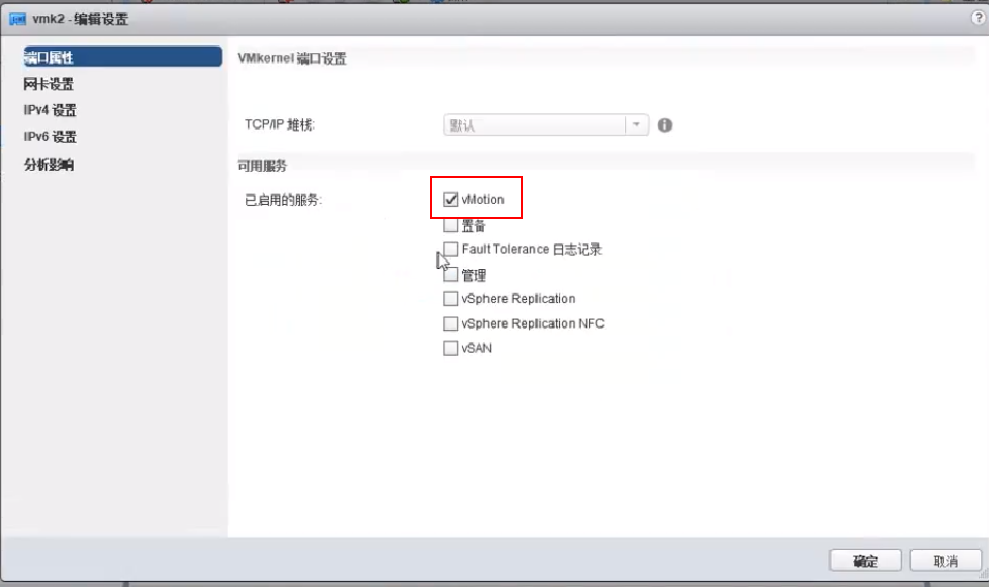 vmk2 - 编辑设置
?
端口属性
网卡设置
IPv4 设置
IPv6 设置
分析影响
VMkernel 端口设置
TCP/IP 堆栈:
默认
可用服务
已启用的服务:
vMotion
置备
Fault Tolerance 日志记录
管理
vSphere Replication
vSphere Replication NFC
vSAN
确定
取消